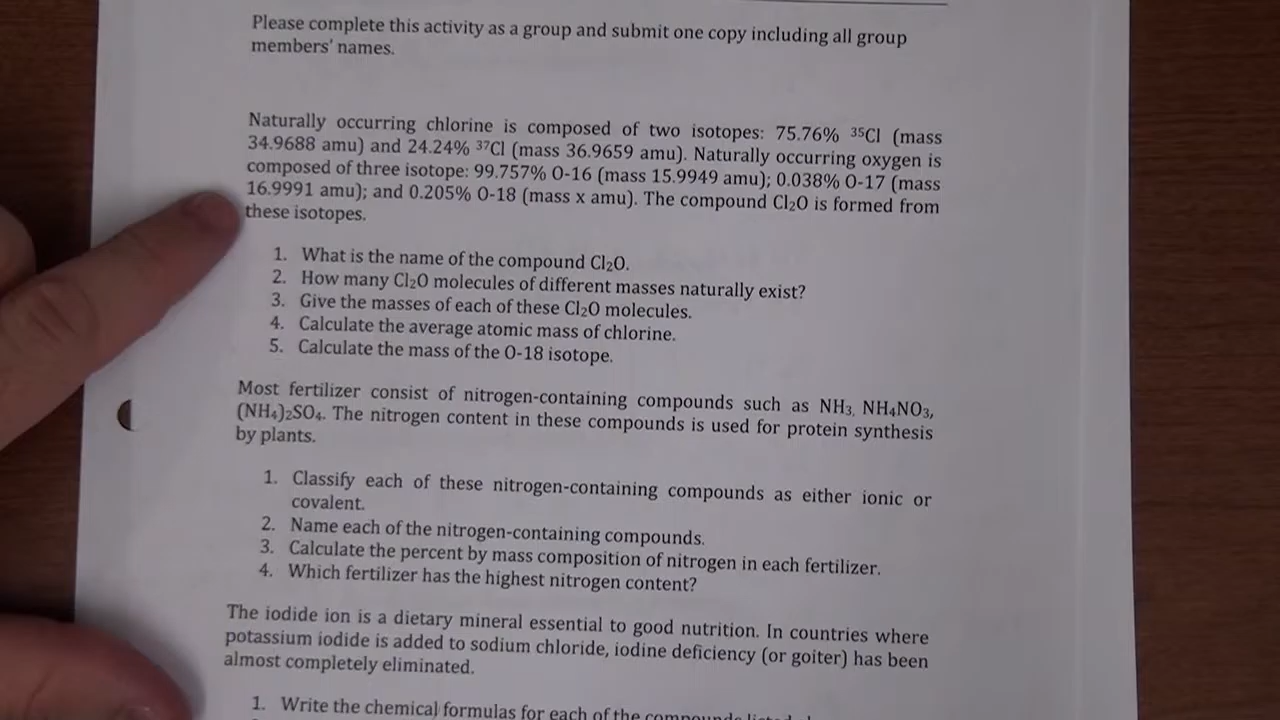 Please complete this activity as a group and submit one copy including all group
members' names.
Naturally occurring chlorine is composed of two isotopes: 75.76% ³⁵Cl (mass
34.9688 amu) and 24.24% ³⁷Cl (mass 36.9659 amu). Naturally occurring oxygen is
composed of three isotope: 99.757% O-16 (mass 15.9949 amu); 0.038% O-17 (mass
16.9991 amu); and 0.205% O-18 (mass x amu). The compound Cl₂O is formed from
these isotopes.
1. What is the name of the compound Cl₂O.
2. How many Cl₂O molecules of different masses naturally exist?
3. Give the masses of each of these Cl₂O molecules.
4. Calculate the average atomic mass of chlorine.
5. Calculate the mass of the O-18 isotope.
Most fertilizer consist of nitrogen-containing compounds such as NH₃, NH₄NO₃,
(NH₄)₂SO₄. The nitrogen content in these compounds is used for protein synthesis
by plants.
1. Classify each of these nitrogen-containing compounds as either ionic or
covalent.
2. Name each of the nitrogen-containing compounds.
3. Calculate the percent by mass composition of nitrogen in each fertilizer.
4. Which fertilizer has the highest nitrogen content?
The iodide ion is a dietary mineral essential to good nutrition. In countries where
potassium iodide is added to sodium chloride, iodine deficiency (or goiter) has been
almost completely eliminated.
1. Write the chemical formulas for each of the compounds